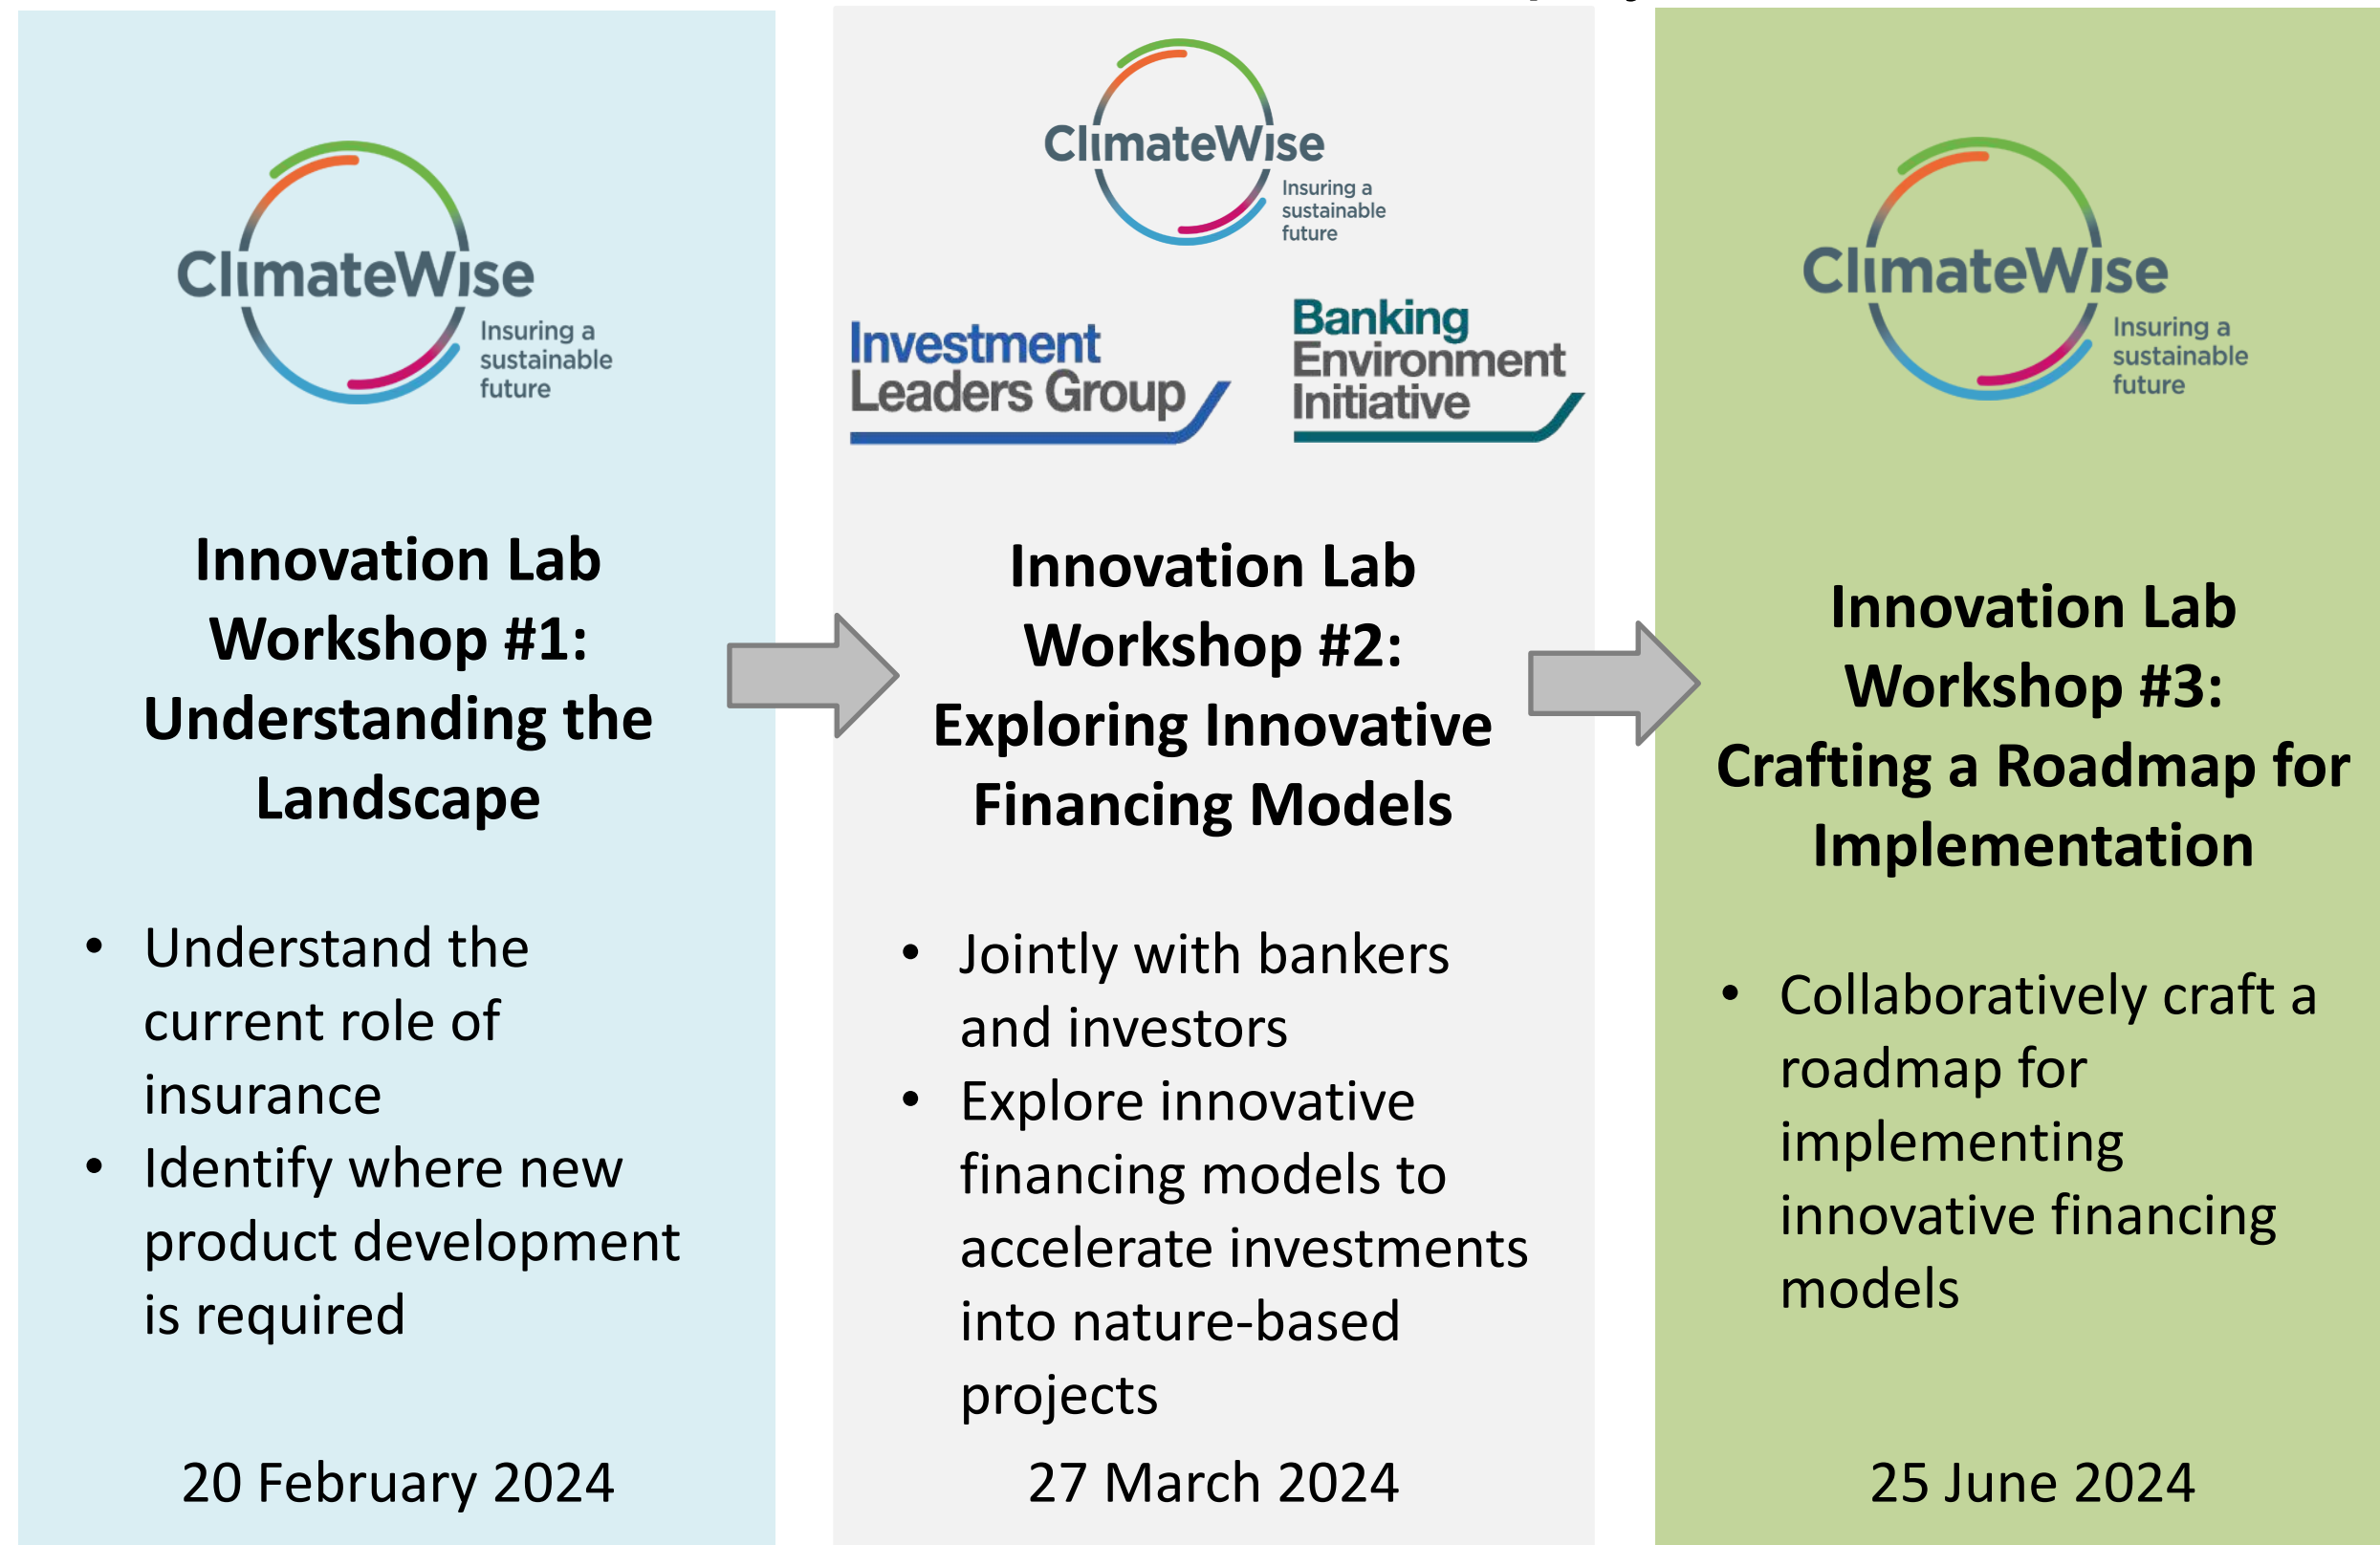 ClimateWise
Insuring a
sustainable
future
Innovation Lab
Workshop #1:
Understanding the
Landscape
• Understand the
current role of
insurance
• Identify where new
product development
is required
20 February 2024
ClimateWise
Insuring a
sustainable
future
Investment
Leaders Group
Banking
Environment
Initiative
Innovation Lab
Workshop #2:
Exploring Innovative
Financing Models
• Jointly with bankers
and investors
• Explore innovative
financing models to
accelerate investments
into nature-based
projects
27 March 2024
ClimateWise
Insuring a
sustainable
future
Innovation Lab
Workshop #3:
Crafting a Roadmap for
Implementation
• Collaboratively craft a
roadmap for
implementing
innovative financing
models
25 June 2024